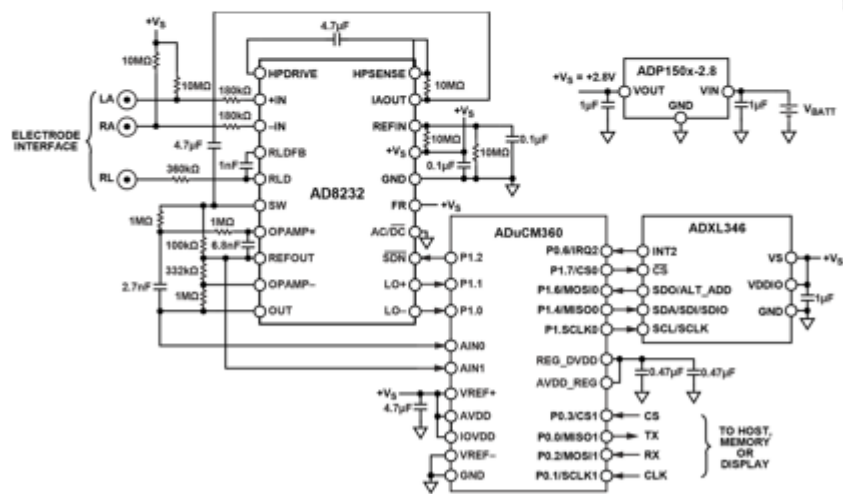 +VS
4.7µF
10MΩ
10MΩ
HPDRIVE
HPSENSE
10MΩ
LA
180kΩ
+IN
IAOUT
RA
180kΩ
–IN
REFIN
+VS
ELECTRODE
INTERFACE
4.7µF
RLDFB
+VS
10MΩ
10MΩ
0.1µF
1nF
0.1µF
RL
360kΩ
RLD
GND
AD8232
SW
FR
+VS
1MΩ
1MΩ
OPAMP+
AC/DC
100kΩ
6.8nF
REFOUT
SDN
332kΩ
2.7nF
OPAMP–
LO+
1MΩ
OUT
LO–
ADP150x-2.8
+VS = +2.8V
VOUT
VIN
GND
1µF
1µF
VBATT
ADuCM360
P1.2
P1.1
P1.0
AIN0
AIN1
VREF+
AVDD
IOVDD
VREF–
GND
+VS
4.7µF
P0.6/IRQ2
P1.7/CS0
P1.6/MOSI0
P1.4/MISO0
P1.SCLK0
REG_DVDD
AVDD_REG
0.47µF
0.47µF
P0.3/CS1
P0.0/MISO1
P0.2/MOSI1
P0.1/SCLK1
CS
TX
RX
CLK
TO HOST,
MEMORY
OR
DISPLAY
ADXL346
INT2
CS
SDO/ALT_ADD
SDA/SDI/SDIO
SCL/SCLK
VS
VDDIO
GND
+VS
1µF